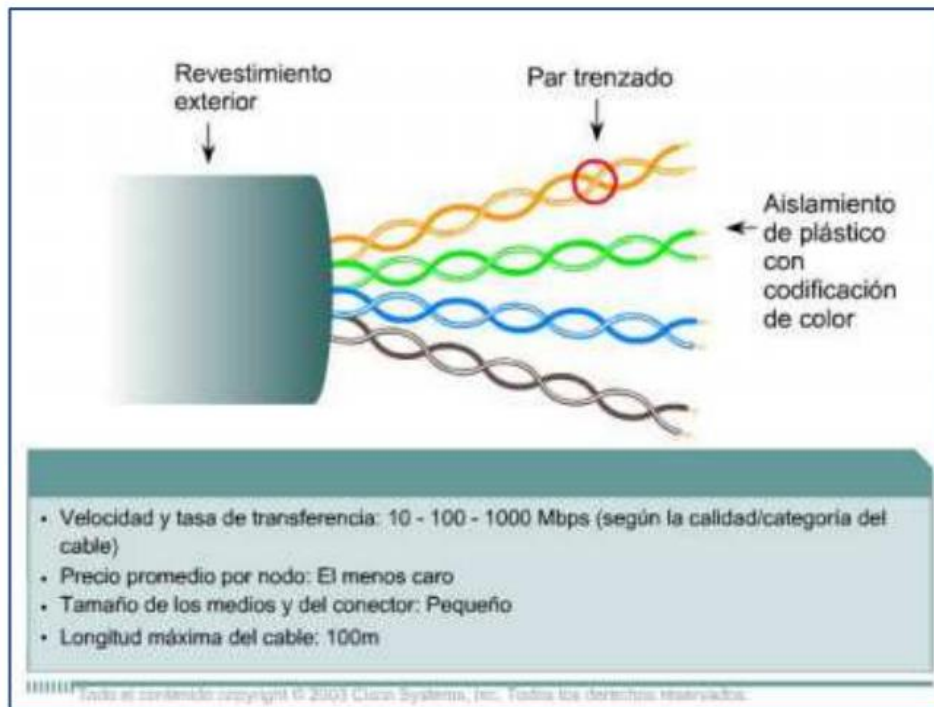 Revestimiento
exterior
Par trenzado
Aislamiento
de plástico
con
codificación
de color
• Velocidad y tasa de transferencia: 10 - 100 - 1000 Mbps (según la calidad/categoría del
cable)
• Precio promedio por nodo: El menos caro
• Tamaño de los medios y del conector: Pequeño
• Longitud máxima del cable: 100m
Todo el contenido copyright © 2003 Cisco Systems, Inc. Todos los derechos reservados.